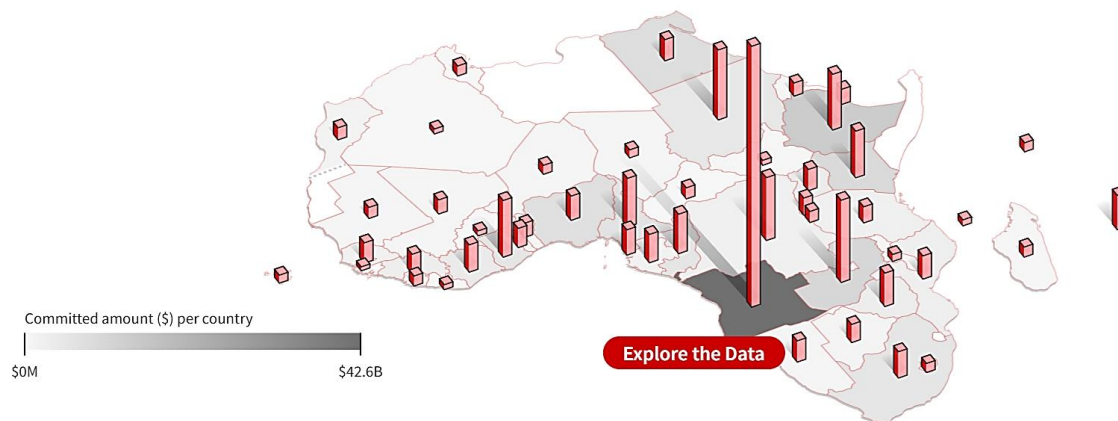 Committed amount ($) per country
$0M
$42.6B
Explore the Data